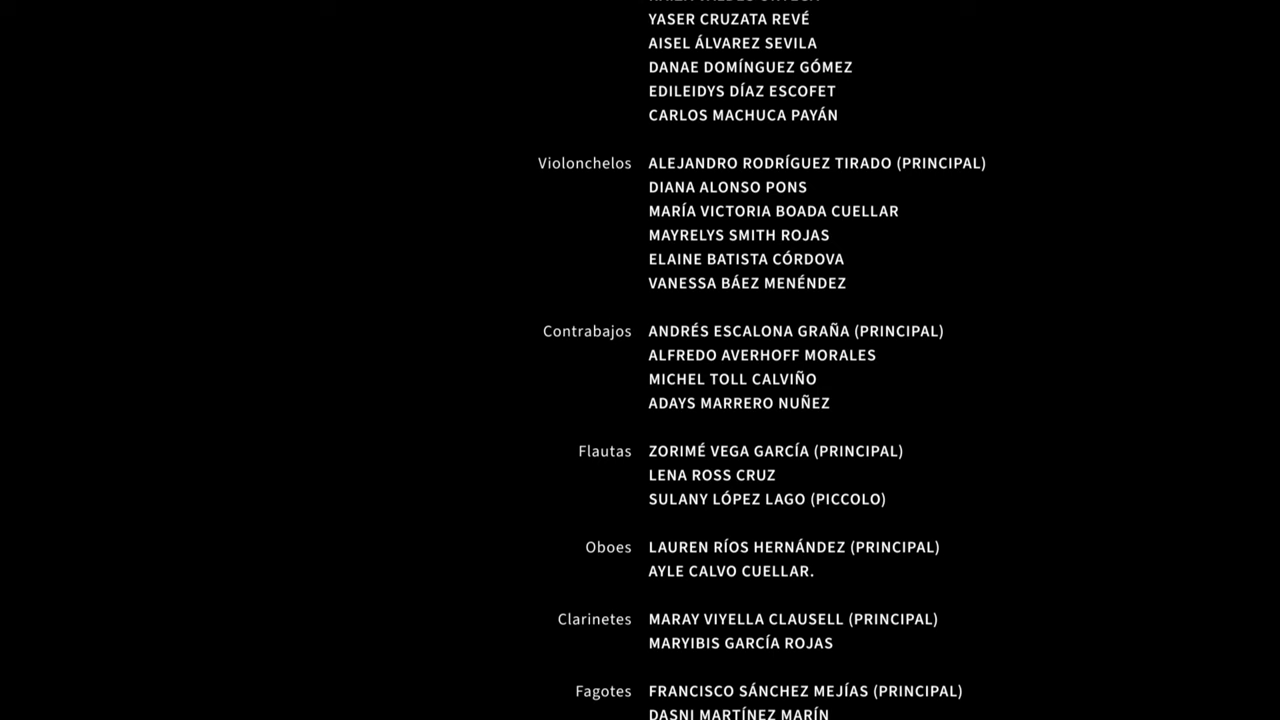 YASER CRUZATA REVÉ
AISEL ÁLVAREZ SEVILA
DANAE DOMÍNGUEZ GÓMEZ
EDILEIDYS DÍAZ ESCOFET
CARLOS MACHUCA PAYÁN
Violonchelos ALEJANDRO RODRÍGUEZ TIRADO (PRINCIPAL)
DIANA ALONSO PONS
MARÍA VICTORIA BOADA CUELLAR
MAYRELYS SMITH ROJAS
ELAINE BATISTA CÓRDOVA
VANESSA BÁEZ MENÉNDEZ
Contrabajos ANDRÉS ESCALONA GRAÑA (PRINCIPAL)
ALFREDO AVERHOFF MORALES
MICHEL TOLL CALVIÑO
ADAYS MARRERO NUÑEZ
Flautas ZORIMÉ VEGA GARCÍA (PRINCIPAL)
LENA ROSS CRUZ
SULANY LÓPEZ LAGO (PICCOLO)
Oboes LAUREN RÍOS HERNÁNDEZ (PRINCIPAL)
AYLE CALVO CUELLAR.
Clarinetes MARAY VIYELLA CLAUSELL (PRINCIPAL)
MARYIBIS GARCÍA ROJAS
Fagotes FRANCISCO SÁNCHEZ MEJÍAS (PRINCIPAL)
DASNI MARTÍNEZ MARÍN